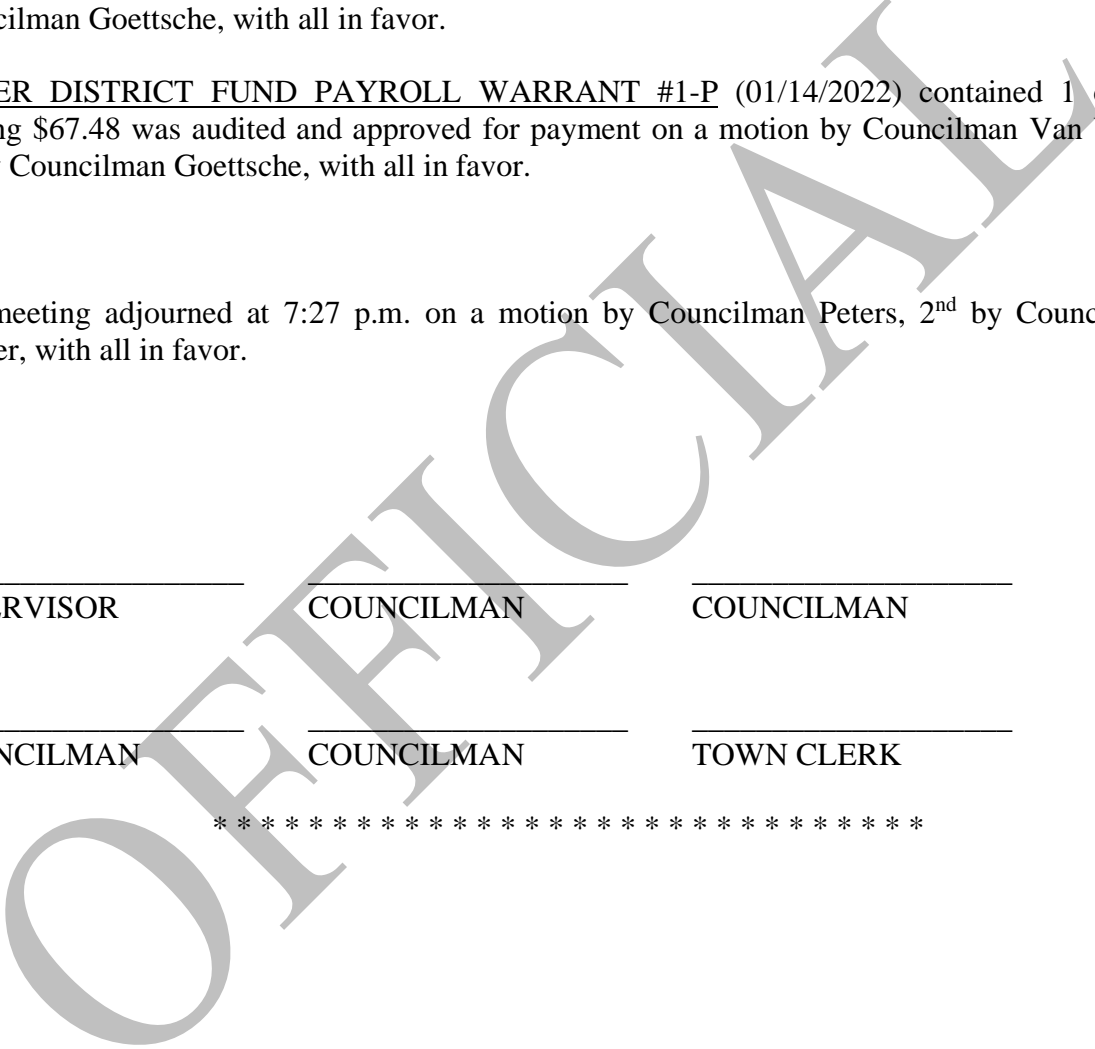 cilman Goettsche, with all in favor.
ER DISTRICT FUND PAYROLL WARRANT #1-P (01/14/2022) contained 1
ng $67.48 was audited and approved for payment on a motion by Councilman Van
Councilman Goettsche, with all in favor.
meeting adjourned at 7:27 p.m. on a motion by Councilman Peters, 2nd by Counc
er, with all in favor.
ERVISOR COUNCILMAN COUNCILMAN
NCILMAN COUNCILMAN TOWN CLERK
* * * * * * * * * * * * * * * * * * * * * * * * * * * * * *
OFFICIAL